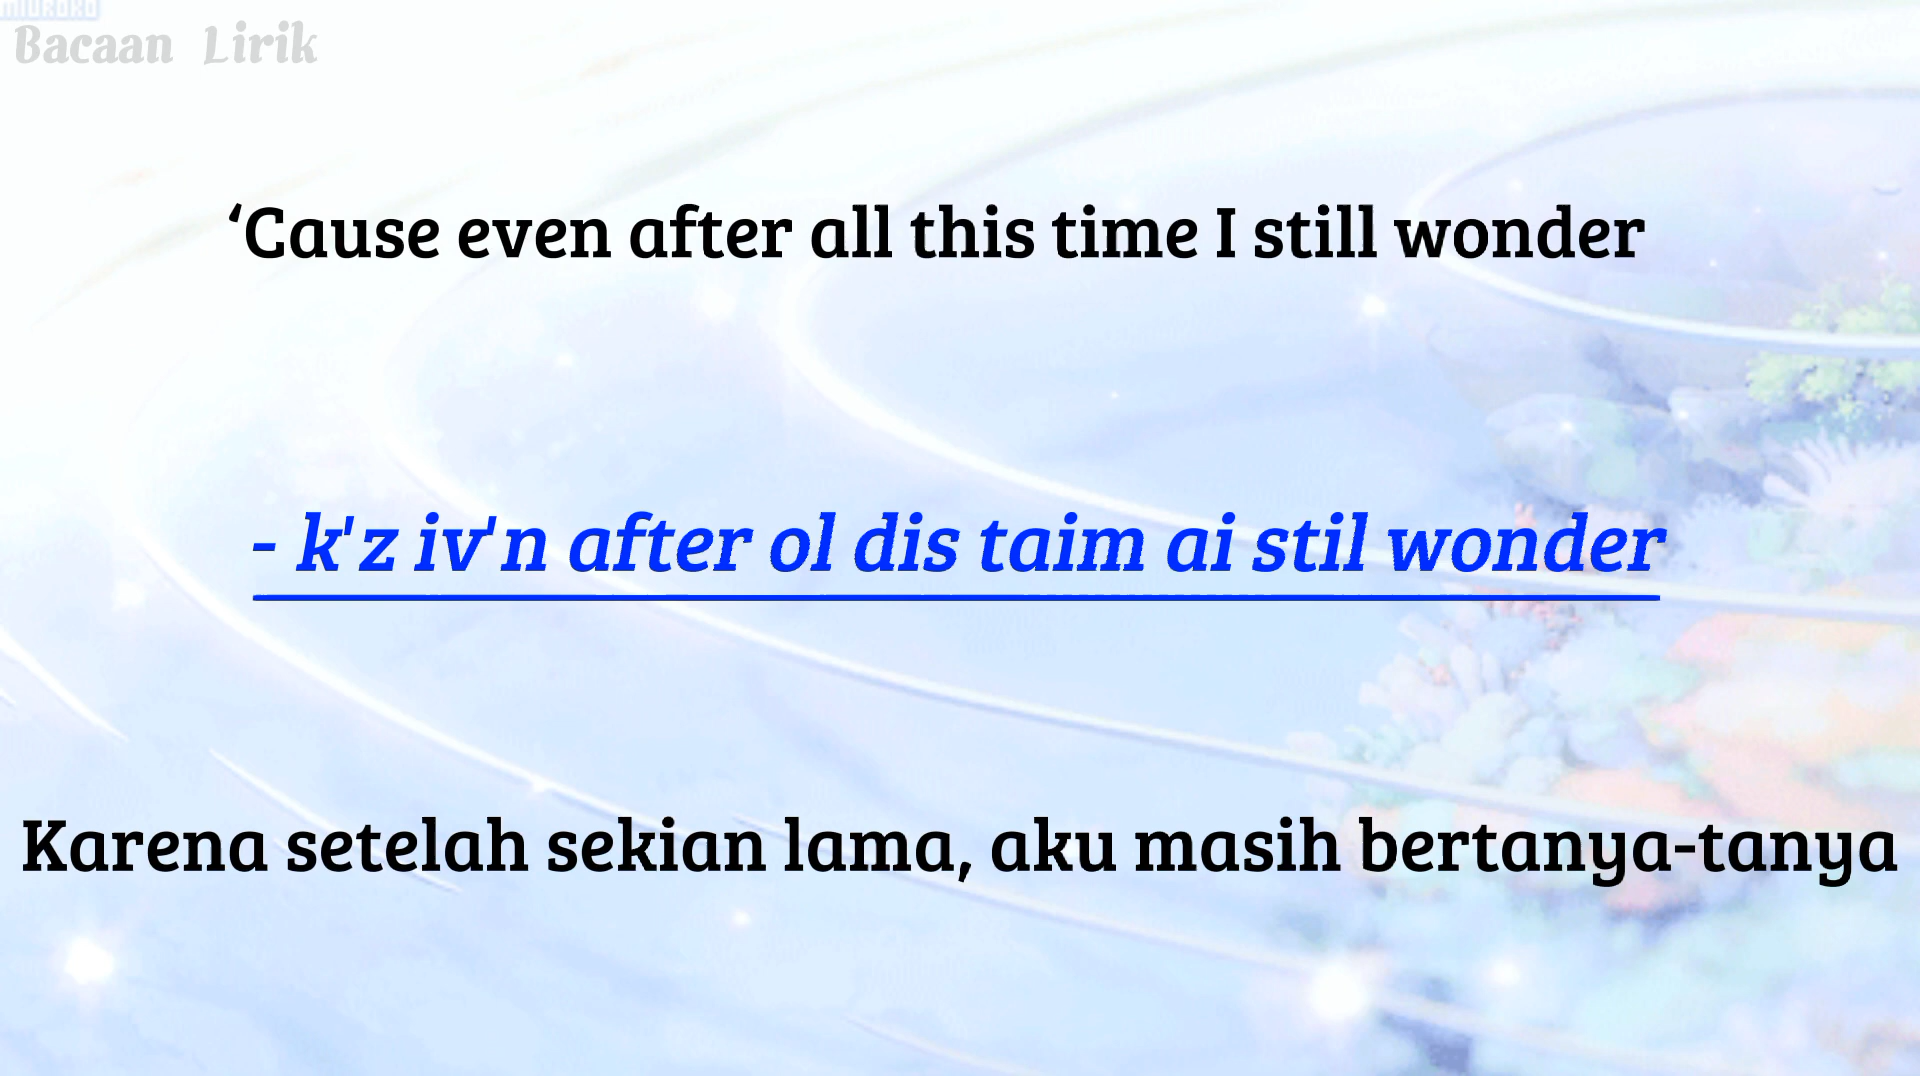 MIUROKO
Bacaan Lirik
‘Cause even after all this time I still wonder
- k'z iv'n after ol dis taim ai stil wonder
Karena setelah sekian lama, aku masih bertanya-tanya